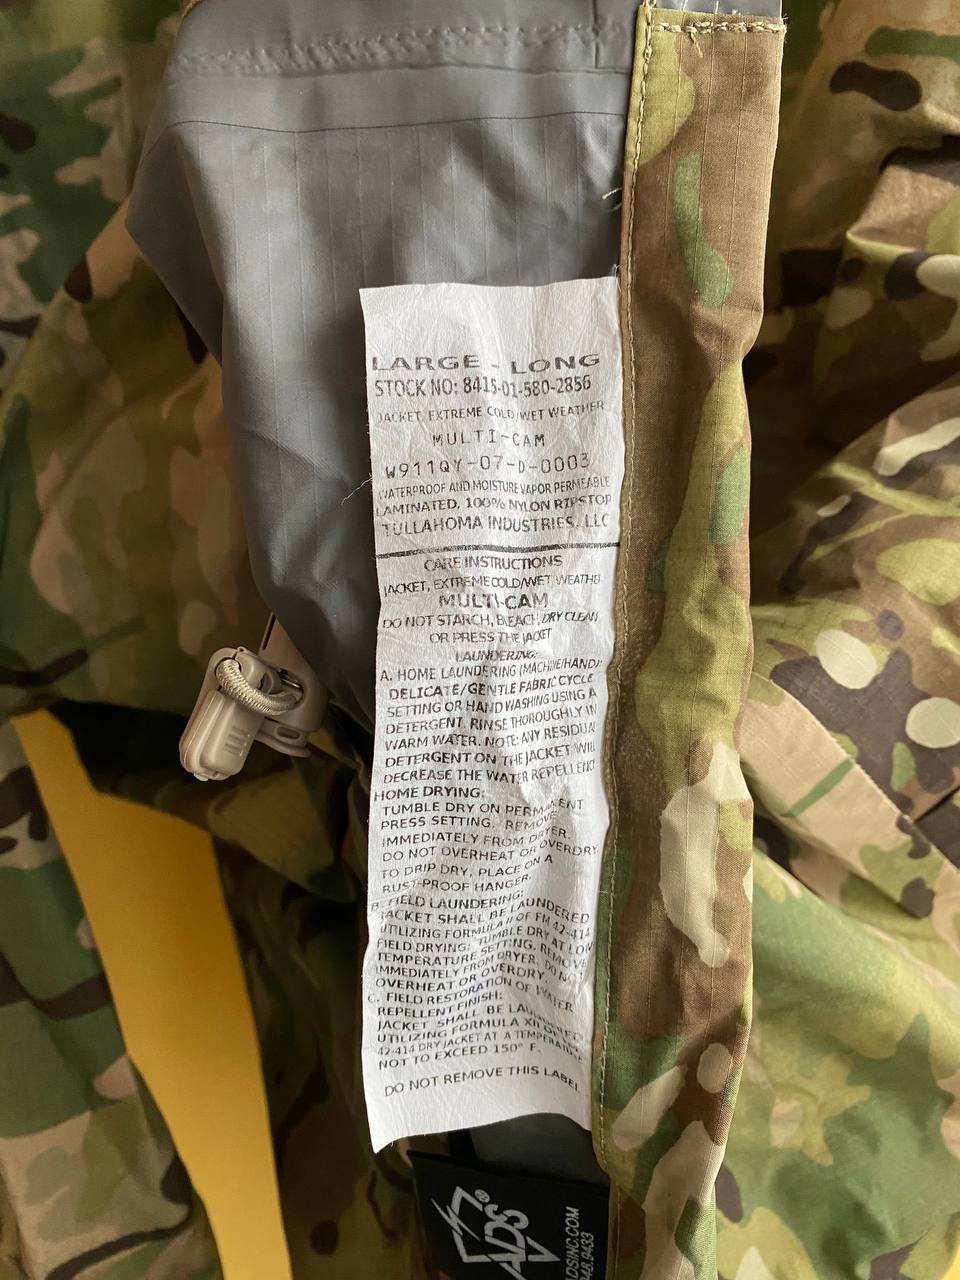 LARGE - LONG
STOCK NO: 8415-01-580-2856
JACKET, EXTREME COLD/WET WEATHER
MULTI-CAM
W911QY-07-D-0003
WATERPROOF AND MOISTURE VAPOR PERMEABLE
LAMINATED, 100% NYLON RIPSTOP
TULLAHOMA INDUSTRIES, LLC
CARE INSTRUCTIONS
JACKET, EXTREME COLD/WET WEATHE
MULTI-CAM
DO NOT STARCH, BLEACH, DRY CLEAN
OR PRESS THE JACKET
LAUNDERING:
A. HOME LAUNDERING (MACHINE/HAND):
DELICATE/GENTLE FABRIC CYCLE
SETTING OR HAND WASHING USING A
DETERGENT. RINSE THOROUGHLY IN
WARM WATER. NOTE: ANY RESIDUA
DETERGENT ON THE JACKET WILL
DECREASE THE WATER REPELLENC
HOME DRYING:
TUMBLE DRY ON PERMANENT
PRESS SETTING. REMOVE
IMMEDIATELY FROM DRYER.
DO NOT OVERHEAT OR OVERDRY
TO DRIP DRY, PLACE ON A
RUST-PROOF HANGER.
B. FIELD LAUNDERING:
JACKET SHALL BE LAUNDERED
UTILIZING FORMULA II OF FM 42-414
FIELD DRYING: TUMBLE DRY AT LOW
TEMPERATURE SETTING. REMOVE
IMMEDIATELY FROM DRYER. DO NOT
OVERHEAT OR OVERDRY
C. FIELD RESTORATION OF WATER
REPELLENT FINISH:
JACKET SHALL BE LAUNDERED
UTILIZING FORMULA XII OF
42-414 DRY JACKET AT A TEMPERATURE
NOT TO EXCEED 150° F.
DO NOT REMOVE THIS LABEL
ADS®
ADSINC.COM
48.9433